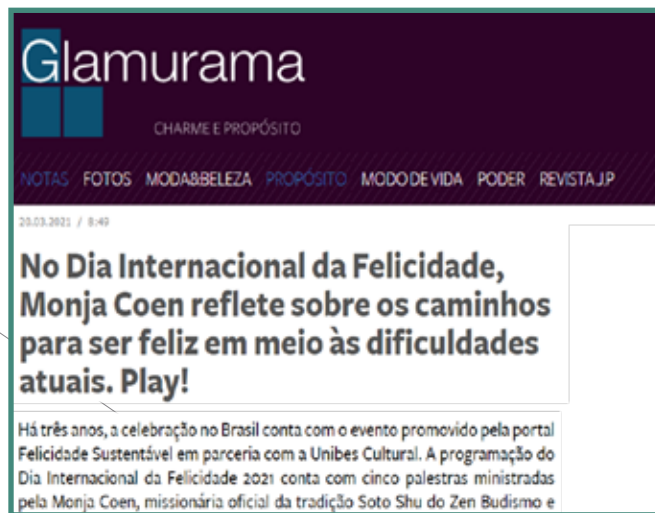 Glamurama
CHARME E PROPÓSITO
NOTAS FOTOS MODA&BELEZA PROPÓSITO MODO DE VIDA PODER REVISTA J.P
20.03.2021 / 8:49
No Dia Internacional da Felicidade,
Monja Coen reflete sobre os caminhos
para ser feliz em meio às dificuldades
atuais. Play!
Há três anos, a celebração no Brasil conta com o evento promovido pela portal
Felicidade Sustentável em parceria com a Unibes Cultural. A programação do
Dia Internacional da Felicidade 2021 conta com cinco palestras ministradas
pela Monja Coen, missionária oficial da tradição Soto Shu do Zen Budismo e